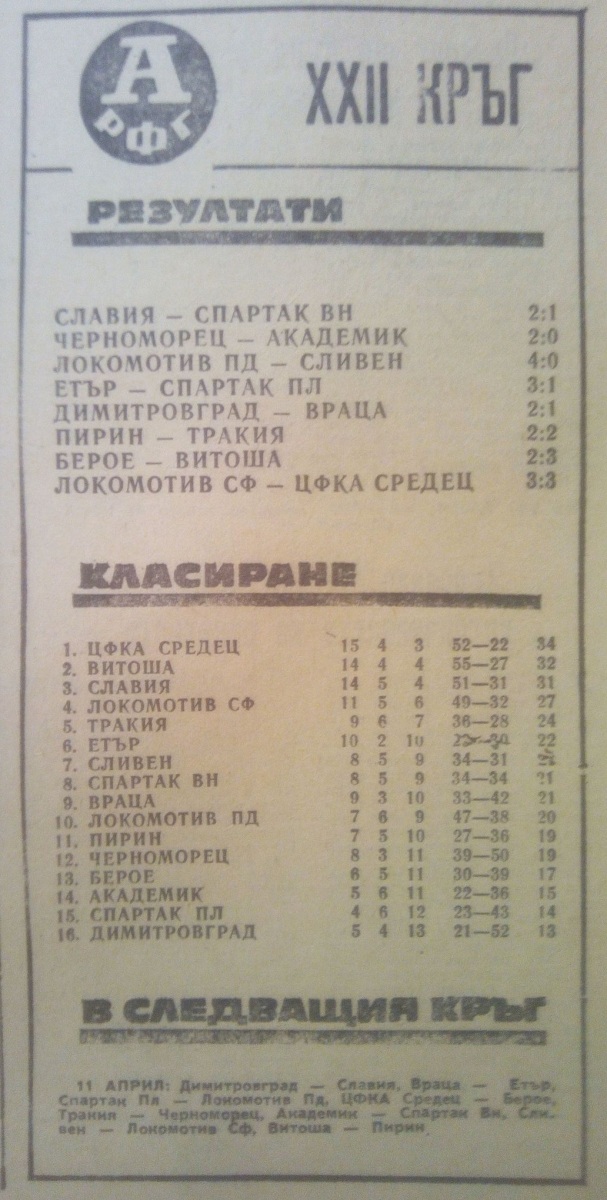 А
РФГ
XXII КРЪГ
РЕЗУЛТАТИ
СЛАВИЯ — СПАРТАК ВН 2:1
ЧЕРНОМОРЕЦ — АКАДЕМИК 2:0
ЛОКОМОТИВ ПД — СЛИВЕН 4:0
ЕТЪР — СПАРТАК ПЛ 3:1
ДИМИТРОВГРАД — ВРАЦА 2:1
ПИРИН — ТРАКИЯ 2:2
БЕРОЕ — ВИТОША 2:3
ЛОКОМОТИВ СФ — ЦФКА СРЕДЕЦ 3:3
КЛАСИРАНЕ
1. ЦФКА СРЕДЕЦ 15 4 3 52—22 34
2. ВИТОША 14 4 4 55—27 32
3. СЛАВИЯ 14 5 4 51—31 31
4. ЛОКОМОТИВ СФ 11 5 6 49—32 27
5. ТРАКИЯ 9 6 7 36—28 24
6. ЕТЪР 10 2 10 22
7. СЛИВЕН 8 5 9 34—31 21
8. СПАРТАК ВН 8 5 9 34—34 21
9. ВРАЦА 9 3 10 33—42 21
10. ЛОКОМОТИВ ПД 7 6 9 47—38 20
11. ПИРИН 7 5 10 27—36 19
12. ЧЕРНОМОРЕЦ 8 3 11 39—50 19
13. БЕРОЕ 6 5 11 30—39 17
14. АКАДЕМИК 5 6 11 22—36 15
15. СПАРТАК ПЛ 4 6 12 23—43 14
16. ДИМИТРОВГРАД 5 4 13 21—52 13
В СЛЕДВАЩИЯ КРЪГ
11 АПРИЛ: Димитровград — Славия, Враца — Етър,
Спартак Пл — Локомотив Пд, ЦФКА Средец — Берое,
Тракия — Черноморец, Академик — Спартак Вн, Сли-
вен — Локомотив Сф, Витоша — Пирин